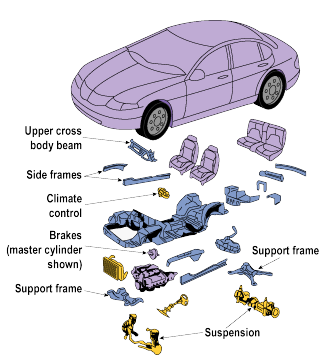 Upper cross
body beam
Side frames
Climate
control
Brakes
(master cylinder
shown)
Support frame
Support frame
Suspension